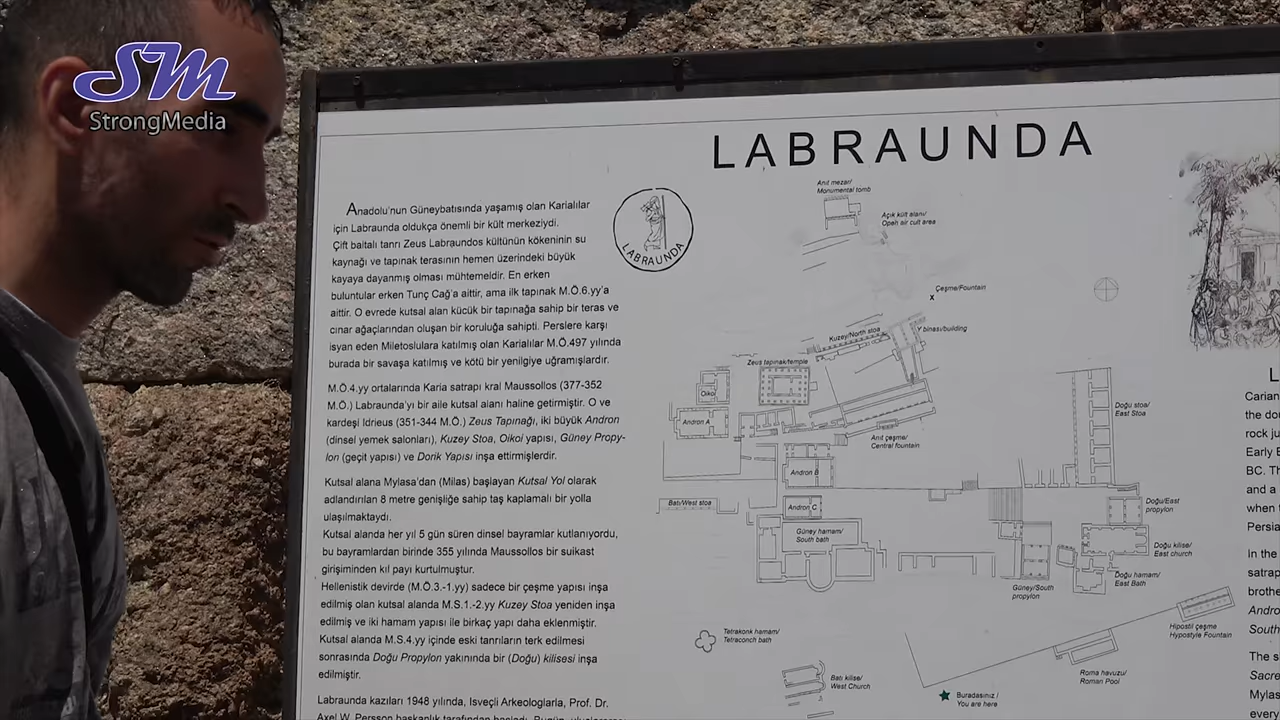 SM
StrongMedia
LABRAUNDA
Anadolu'nun Güneybatısında yaşamış olan Karialılar
için Labraunda oldukça önemli bir kült merkeziydi.
Çift baltalı tanrı Zeus Labraundos kültünün kökeninin su
kaynağı ve tapınak terasının hemen üzerindeki büyük
kayaya dayanmış olması mühtemeldir. En erken
buluntular erken Tunç Çağ'a aittir, ama ilk tapınak M.Ö.6.yy'a
aittir. O evrede kutsal alan kücük bir tapınağa sahip bir teras ve
cınar ağaçlarından oluşan bir koruluğa sahipti. Perslere karşı
isyan eden Miletoslulara katılmış olan Karialılar M.Ö.497 yılında
burada bir savaşa katılmış ve kötü bir yenilgiye uğramışlardır.
M.Ö.4.yy ortalarında Karia satrapı kral Maussollos (377-352
M.Ö.) Labraunda'yı bir aile kutsal alanı haline getirmiştir. O ve
kardeşi Idrieus (351-344 M.Ö.) Zeus Tapınağı, iki büyük Andron
(dinsel yemek salonları), Kuzey Stoa, Oikoi yapısı, Güney Propy-
lon (geçit yapısı) ve Dorik Yapısı inşa ettirmişlerdir.
Kutsal alana Mylasa'dan (Milas) başlayan Kutsal Yol olarak
adlandırılan 8 metre genişliğe sahip taş kaplamalı bir yolla
ulaşılmaktaydı.
Kutsal alanda her yıl 5 gün süren dinsel bayramlar kutlanıyordu,
bu bayramlardan birinde 355 yılında Maussollos bir suikast
girişiminden kıl payı kurtulmuştur.
Hellenistik devirde (M.Ö 3.-1.yy) sadece bir çeşme yapısı inşa
edilmiş olan kutsal alanda M.S.1.-2.yy Kuzey Stoa yeniden inşa
edilmiş ve iki hamam yapısı ile birkaç yapı daha eklenmiştir.
Kutsal alanda M.S.4.yy içinde eski tanrıların terk edilmesi
sonrasında Doğu Propylon yakınında bir (Doğu) kilisesi inşa
edilmiştir.
Labraunda kazıları 1948 yılında, Isveçli Arkeologlarla, Prof. Dr.
Axel W. Persson başkanlık tarafından başladı. Bugün, uluslararası
LABRAUNDA
Anıt mezar/
Monumental tomb
Açık kült alanı/
Open air cult area
Çeşme/Fountain
x
Kuzey/North stoa
Y binası/building
Zeus tapınak/temple
Oikoi
Andron A
Anıt çeşme/
Central fountain
Doğu stoa/
East Stoa
Andron B
Batı/West stoa
Andron C
Güney hamam/
South bath
Doğu/East
propylon
Doğu kilise/
East church
Doğu hamam/
East Bath
Güney/South
propylon
Hipostil çeşme
Hypostyle Fountain
Tetrakonk hamam/
Tetraconch bath
Batı kilise/
West Church
Roma havuzu/
Roman Pool
Buradasınız /
You are here
L
Carian
the do
rock ju
Early B
BC. Th
and a
when t
Persia
In the
satrap
brothe
Andro
South
The s
Sacre
Mylas
every